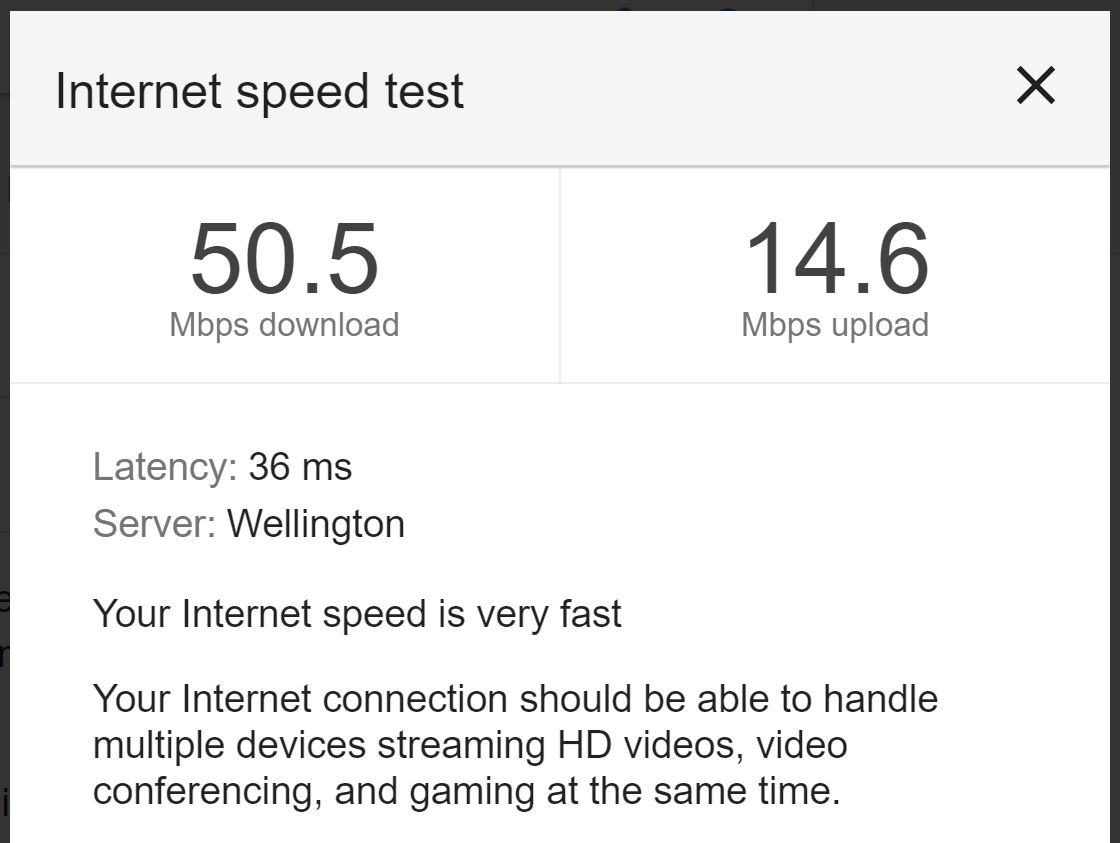 Internet speed test
50.5
Mbps download
14.6
Mbps upload
Latency: 36 ms
Server: Wellington
Your Internet speed is very fast
Your Internet connection should be able to handle
multiple devices streaming HD videos, video
conferencing, and gaming at the same time.